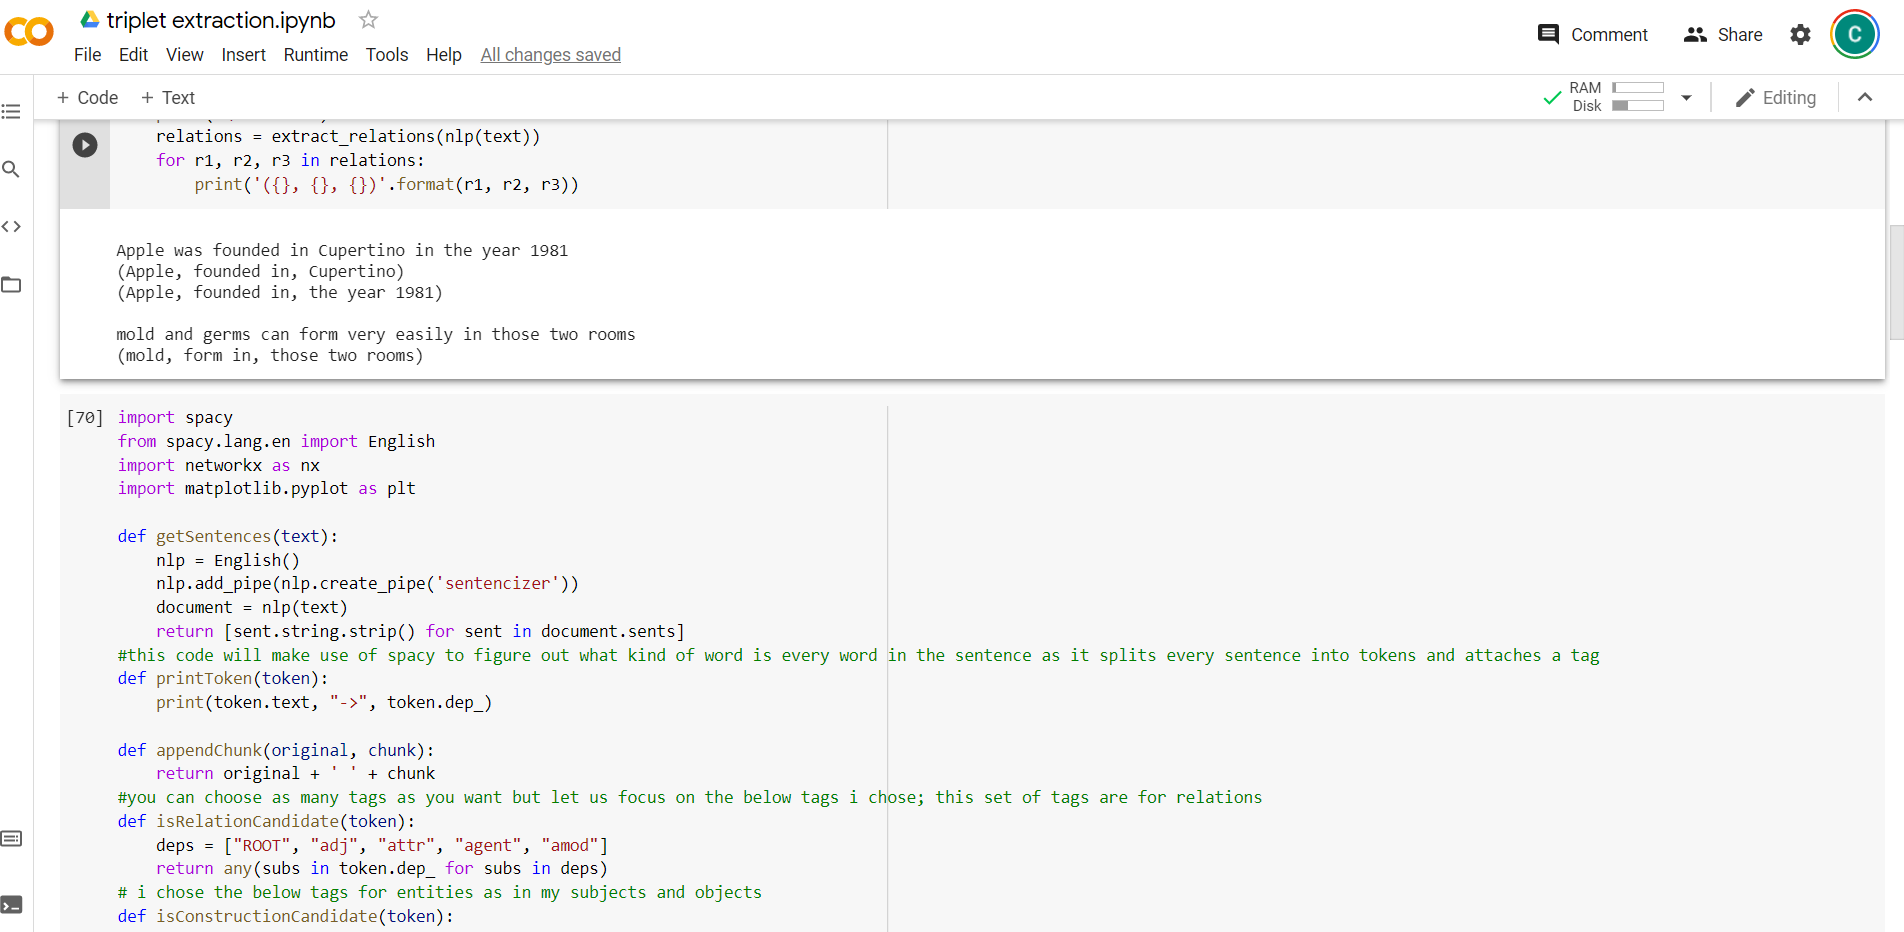 triplet extraction.ipynb
File Edit View Insert Runtime Tools Help All changes saved
Comment Share C
+ Code + Text
RAM
Disk
Editing
relations = extract_relations(nlp(text))
for r1, r2, r3 in relations:
print('({}, {}, {})'.format(r1, r2, r3))
Apple was founded in Cupertino in the year 1981
(Apple, founded in, Cupertino)
(Apple, founded in, the year 1981)
mold and germs can form very easily in those two rooms
(mold, form in, those two rooms)
[70] import spacy
from spacy.lang.en import English
import networkx as nx
import matplotlib.pyplot as plt
def getSentences(text):
nlp = English()
nlp.add_pipe(nlp.create_pipe('sentencizer'))
document = nlp(text)
return [sent.string.strip() for sent in document.sents]
#this code will make use of spacy to figure out what kind of word is every word in the sentence as it splits every sentence into tokens and attaches a tag
def printToken(token):
print(token.text, "->", token.dep_)
def appendChunk(original, chunk):
return original + ' ' + chunk
#you can choose as many tags as you want but let us focus on the below tags i chose; this set of tags are for relations
def isRelationCandidate(token):
deps = ["ROOT", "adj", "attr", "agent", "amod"]
return any(subs in token.dep_ for subs in deps)
# i chose the below tags for entities as in my subjects and objects
def isConstructionCandidate(token):